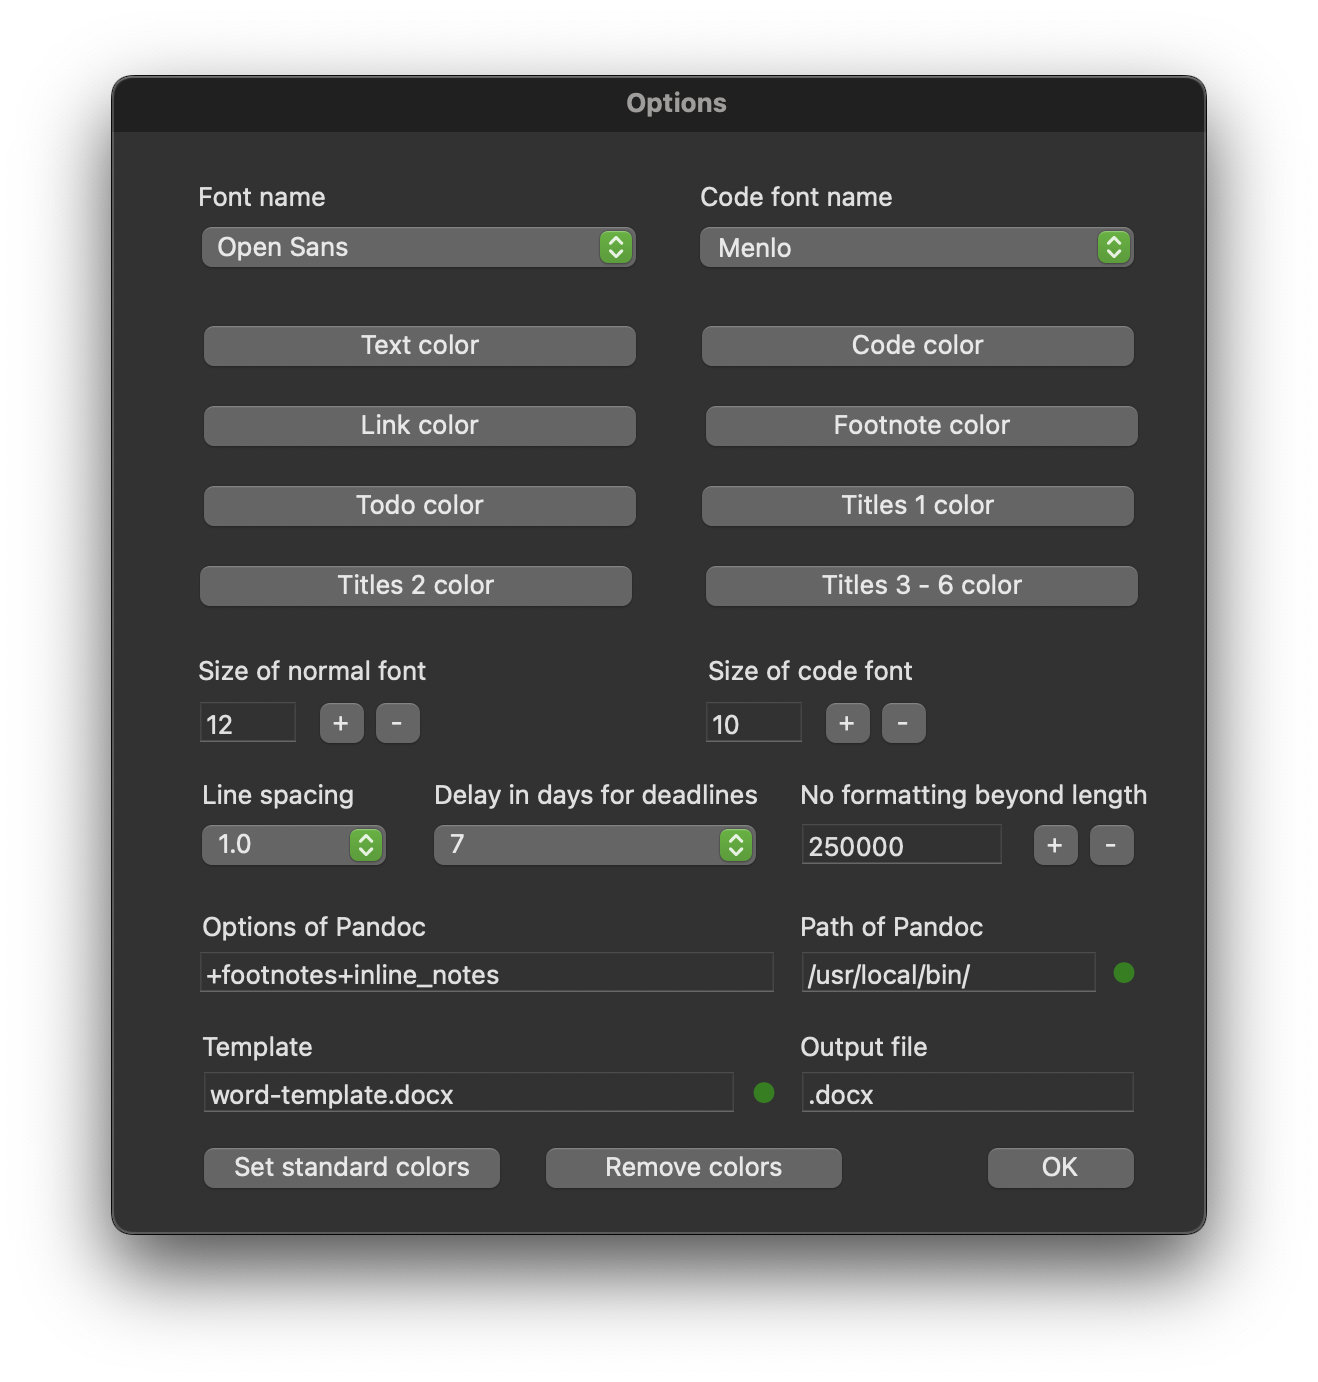 Options
Font name
Code font name
Open Sans
Menlo
Text color
Code color
Link color
Footnote color
Todo color
Titles 1 color
Titles 2 color
Titles 3 - 6 color
Size of normal font
Size of code font
12
+
-
10
+
-
Line spacing
Delay in days for deadlines
No formatting beyond length
1.0
7
250000
+
-
Options of Pandoc
Path of Pandoc
+footnotes+inline_notes
/usr/local/bin/
Template
Output file
word-template.docx
.docx
Set standard colors
Remove colors
OK